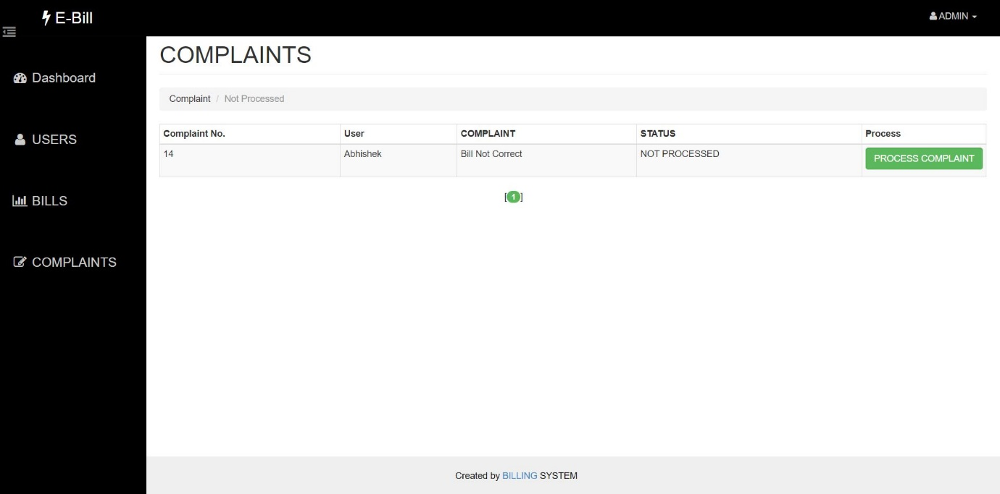 E-Bill
ADMIN
Dashboard
USERS
BILLS
COMPLAINTS
COMPLAINTS
Complaint / Not Processed
Complaint No. User COMPLAINT STATUS Process
14 Abhishek Bill Not Correct NOT PROCESSED PROCESS COMPLAINT
[1]
Created by BILLING SYSTEM